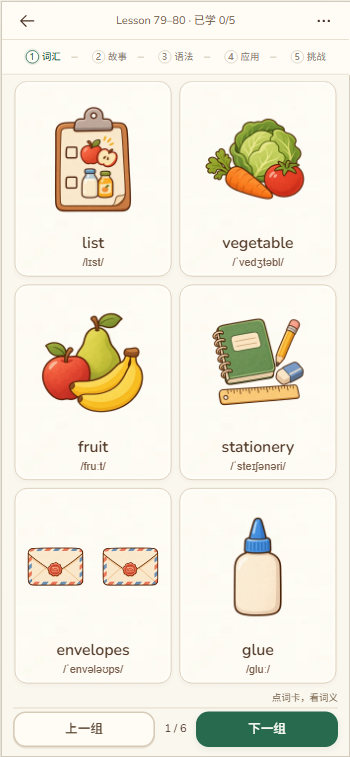 Lesson 79–80 · 已学 0/5
1 词汇 – 2 故事 – 3 语法 – 4 应用 – 5 挑战
list
/lɪst/
vegetable
/ˈvedʒtəbl/
fruit
/fruːt/
stationery
/ˈsteɪʃənəri/
envelopes
/ˈenvələʊps/
glue
/ɡluː/
点词卡，看词义
上一组
1 / 6
下一组